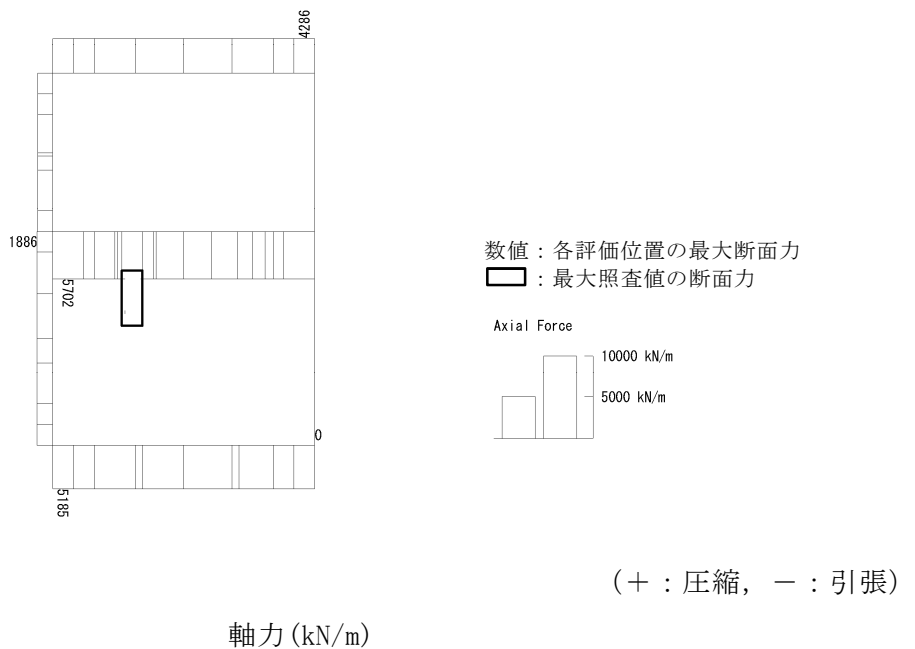 4286
1886
5702
0
5185
数値：各評価位置の最大断面力
：最大照査値の断面力
Axial Force
10000 kN/m
5000 kN/m
(＋：圧縮, －：引張)
軸力(kN/m)